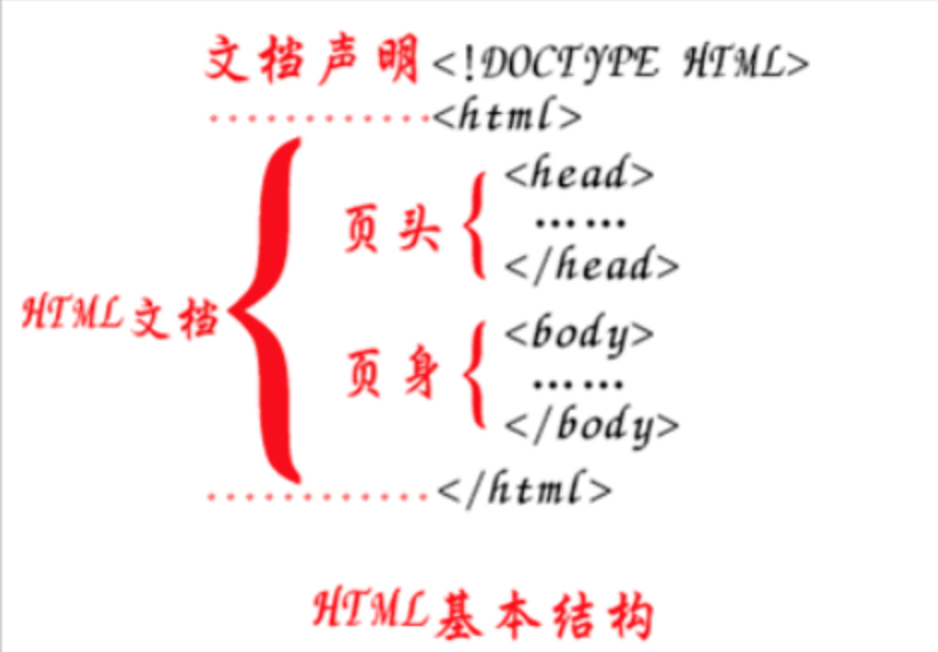 文档声明<!DOCTYPE HTML>
............<html>
<head>
页头
……
</head>
HTML文档
<body>
页身
……
</body>
............</html>
HTML基本结构